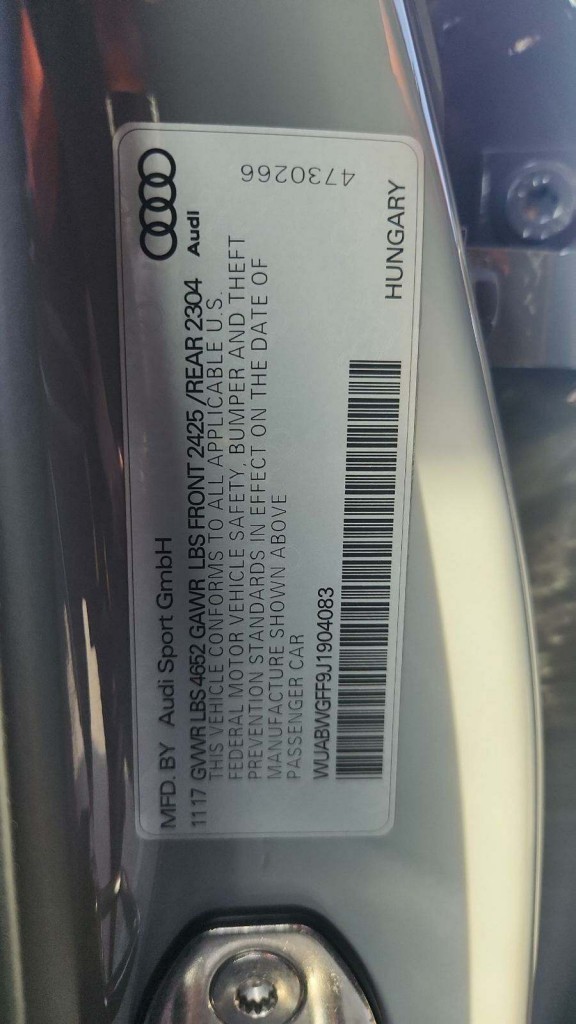 MFD. BY Audi Sport GmbH
Audi
11 17 GVWR LBS 4652 GAWR LBS FRONT 2425 / REAR 2304
THIS VEHICLE CONFORMS TO ALL APPLICABLE U.S.
FEDERAL MOTOR VEHICLE SAFETY, BUMPER AND THEFT
PREVENTION STANDARDS IN EFFECT ON THE DATE OF
MANUFACTURE SHOWN ABOVE
PASSENGER CAR
WUABWGFF9J1904083
HUNGARY
4730266